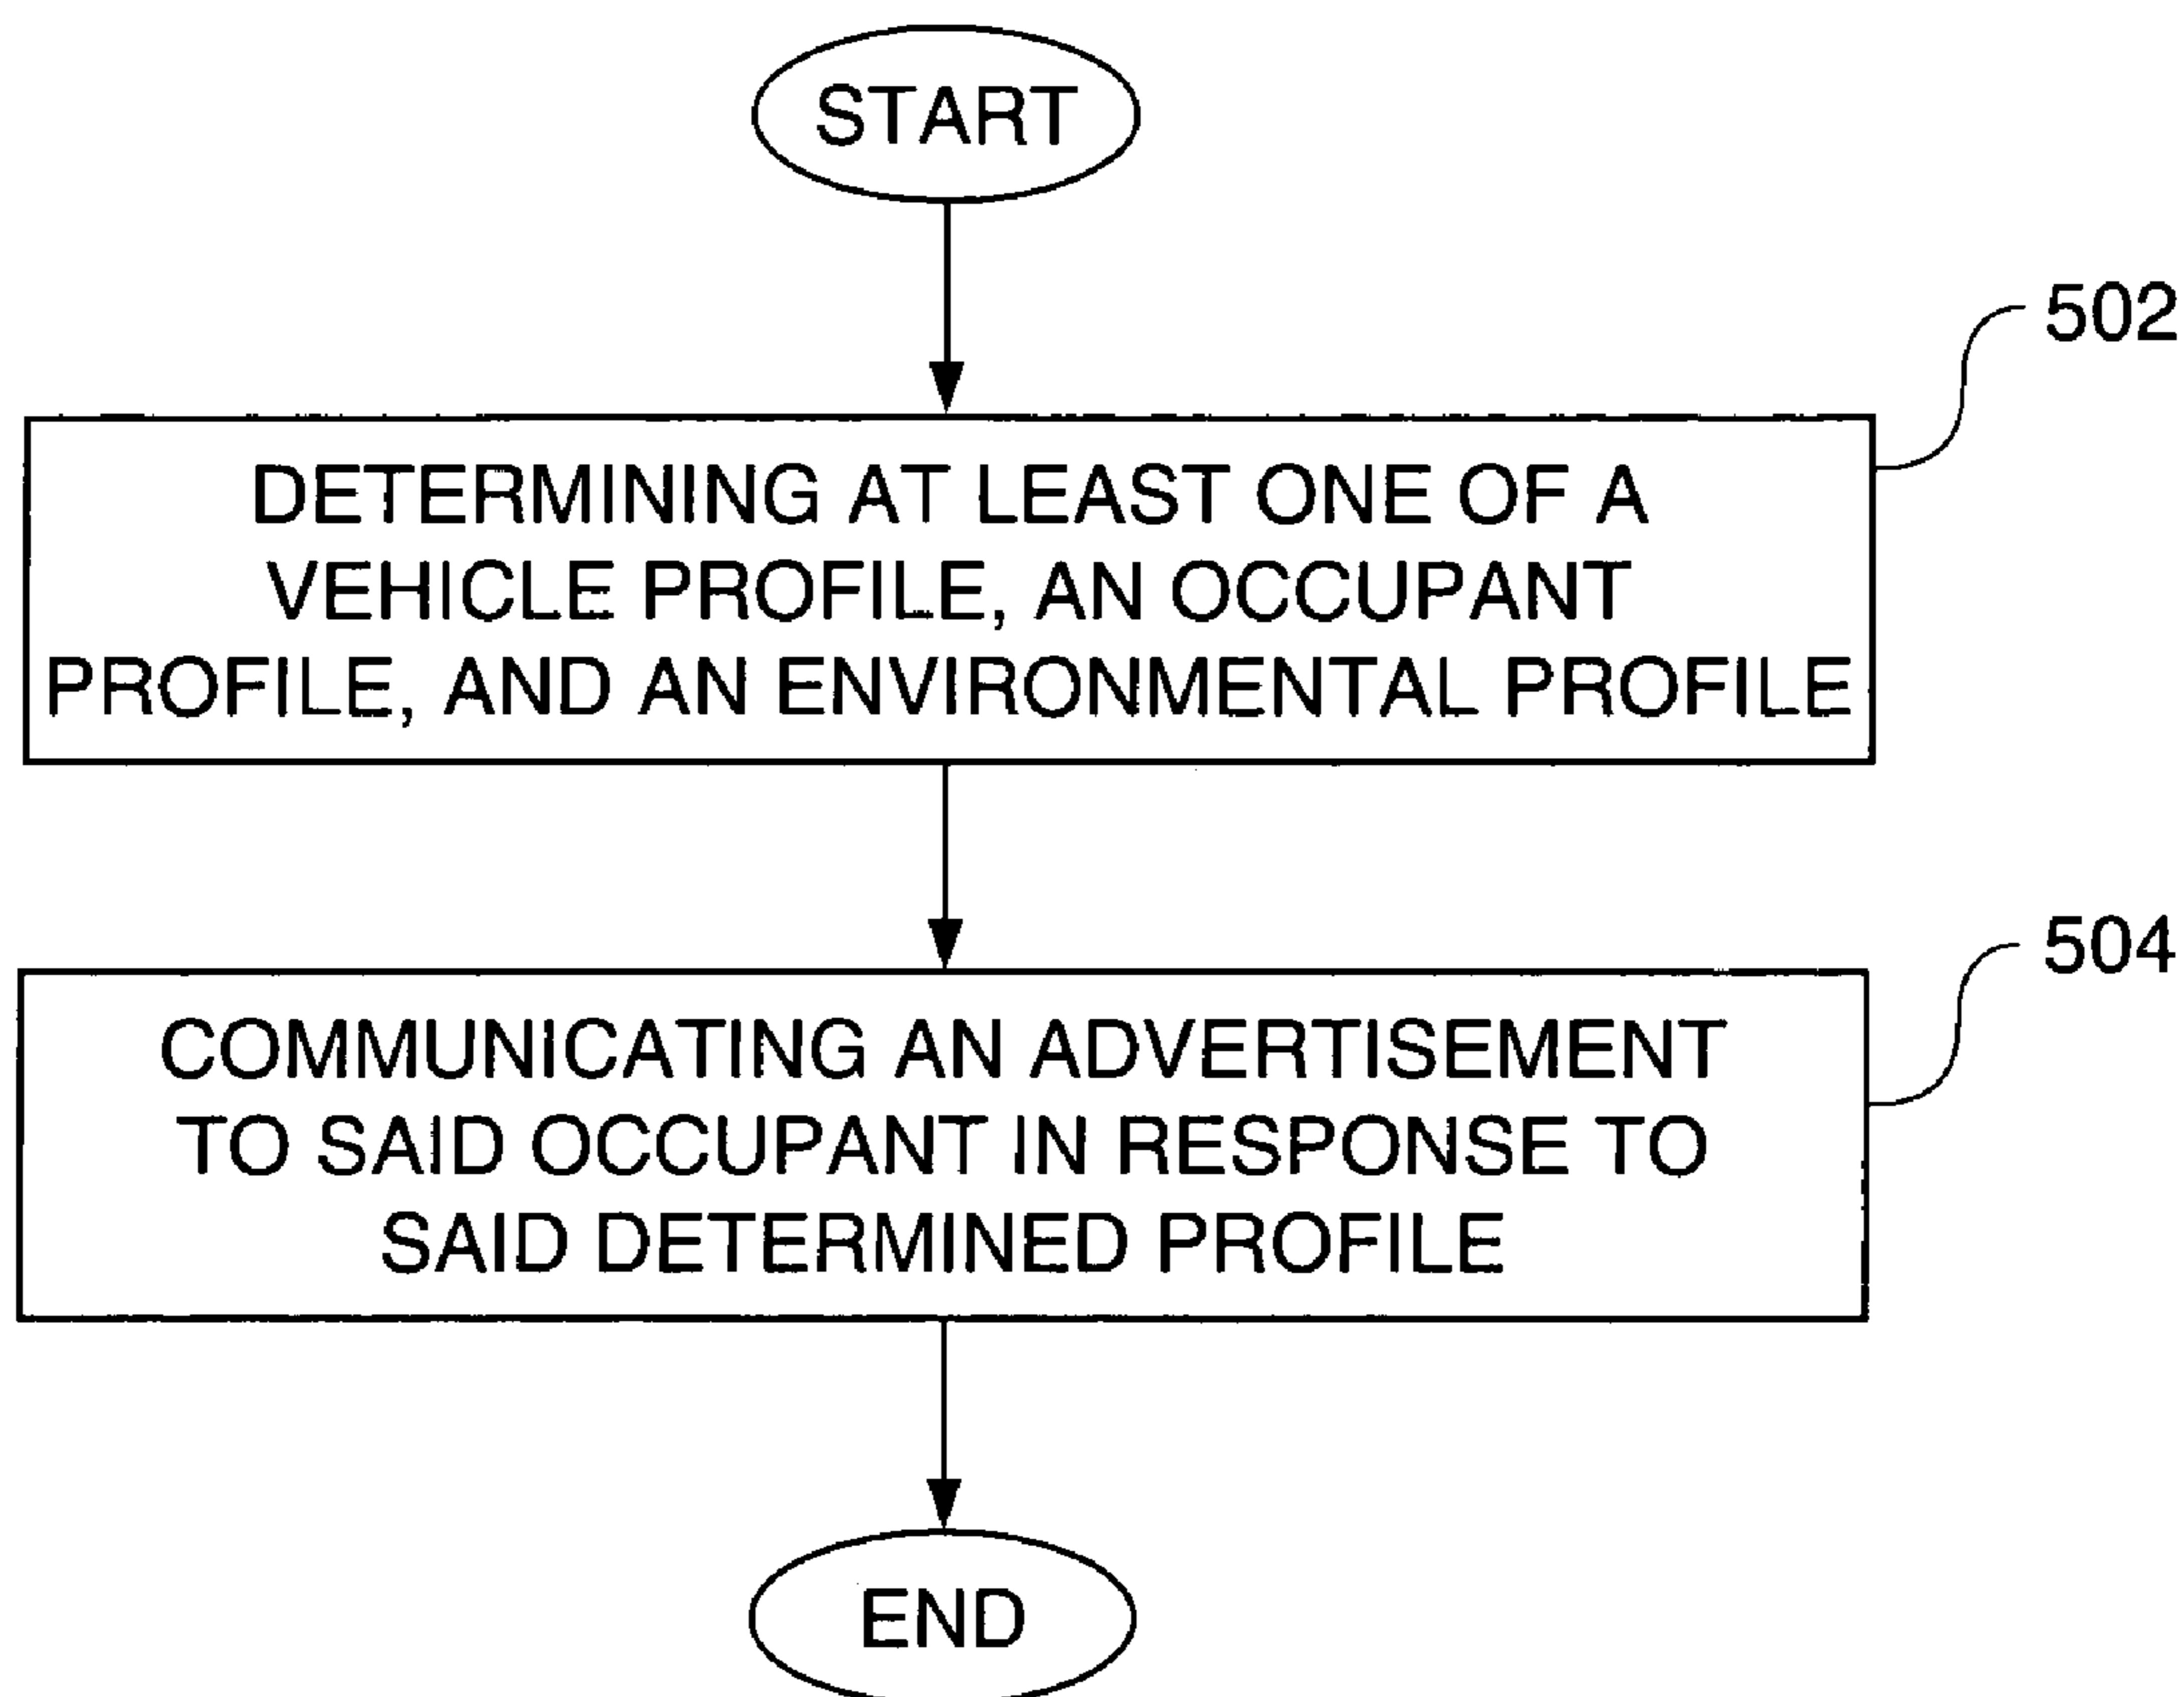 START
502
DETERMINING AT LEAST ONE OF A
VEHICLE PROFILE, AN OCCUPANT
PROFILE, AND AN ENVIRONMENTAL PROFILE
504
COMMUNICATING AN ADVERTISEMENT
TO SAID OCCUPANT IN RESPONSE TO
SAID DETERMINED PROFILE
END